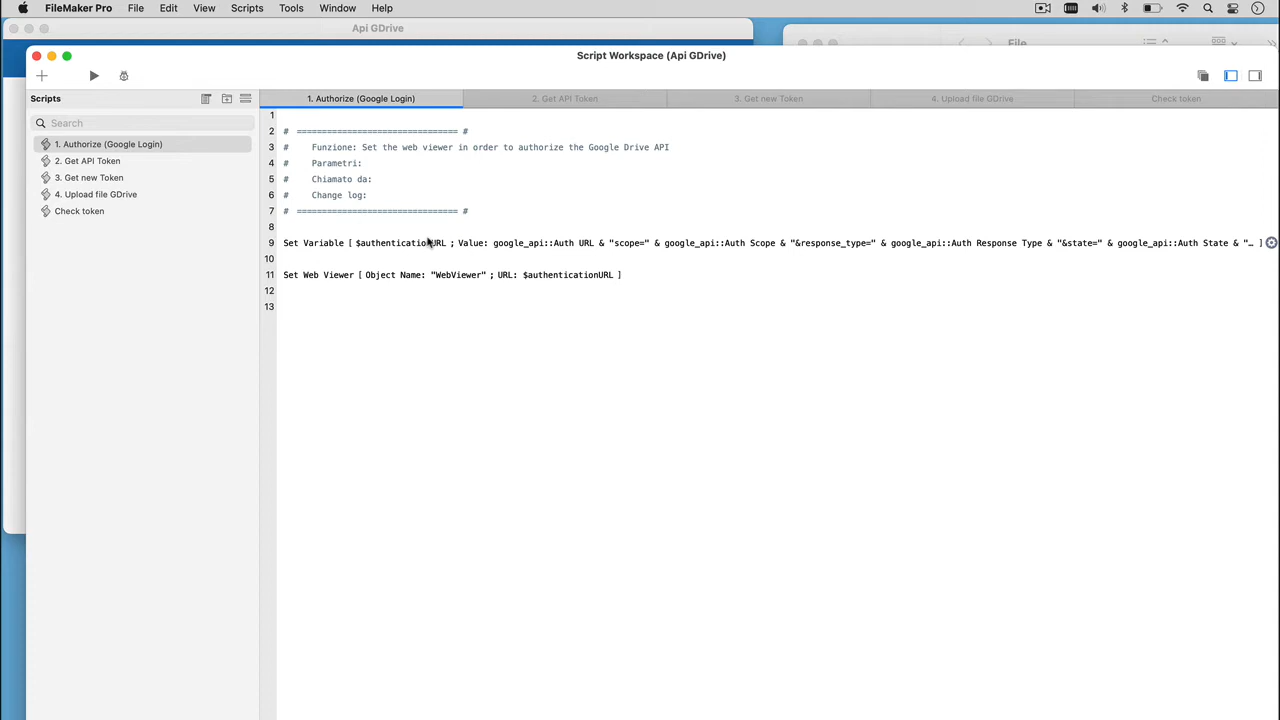 FileMaker Pro File Edit View Scripts Tools Window Help
Api GDrive
File
Script Workspace (Api GDrive)
Scripts
1. Authorize (Google Login) 2. Get API Token 3. Get new Token 4. Upload file GDrive Check token
Search
1. Authorize (Google Login)
2. Get API Token
3. Get new Token
4. Upload file GDrive
Check token
1
2 # ================================ #
3 # Funzione: Set the web viewer in order to authorize the Google Drive API
4 # Parametri:
5 # Chiamato da:
6 # Change log:
7 # ================================ #
8
9 Set Variable [ $authenticationURL ; Value: google_api::Auth URL & "scope=" & google_api::Auth Scope & "&response_type=" & google_api::Auth Response Type & "&state=" & google_api::Auth State & "… ]
10
11 Set Web Viewer [ Object Name: "WebViewer" ; URL: $authenticationURL ]
12
13